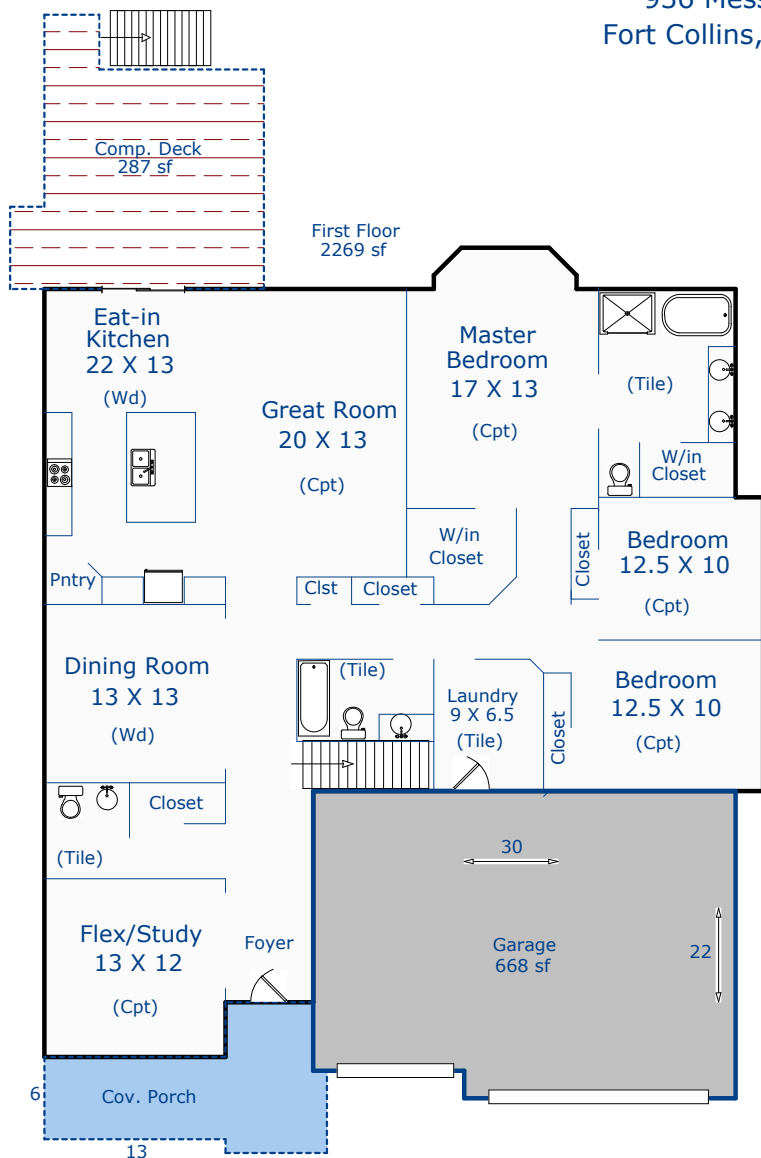 Fort Collins,
Comp. Deck
287 sf
First Floor
2269 sf
Eat-in
Kitchen
22 X 13
(Wd)
Great Room
20 X 13
(Cpt)
Master
Bedroom
17 X 13
(Cpt)
(Tile)
W/in
Closet
W/in
Closet
Closet
Bedroom
12.5 X 10
(Cpt)
Pntry
Clst
Closet
Dining Room
13 X 13
(Wd)
(Tile)
Laundry
9 X 6.5
(Tile)
Closet
Bedroom
12.5 X 10
(Cpt)
Closet
(Tile)
Flex/Study
13 X 12
(Cpt)
Foyer
30
22
Garage
668 sf
6
Cov. Porch
13